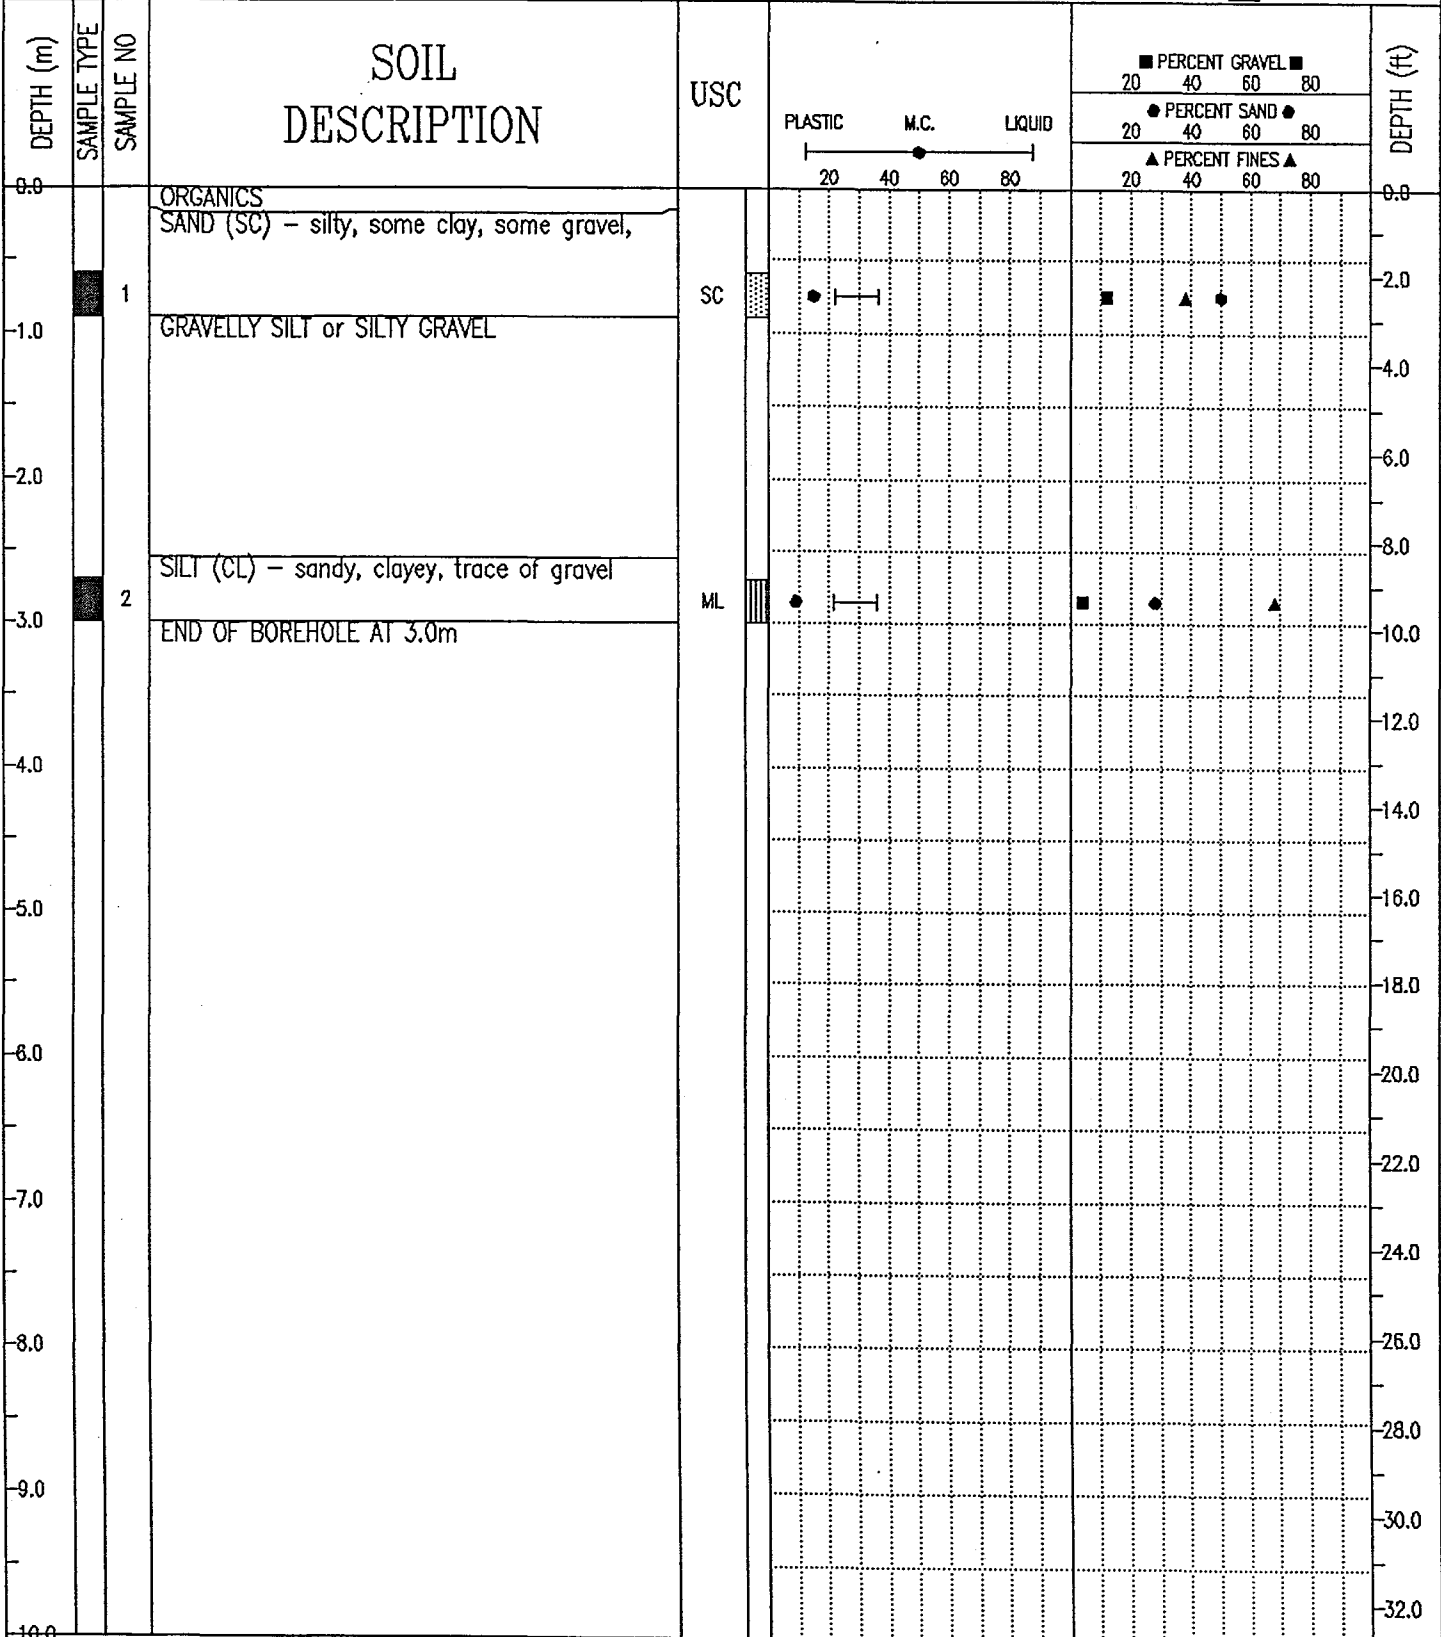 DEPTH (m)
SAMPLE TYPE
SAMPLE NO
SOIL
DESCRIPTION
USC
PLASTIC M.C. LIQUID
20 40 60 80
■ PERCENT GRAVEL ■
20 40 60 80
● PERCENT SAND ●
20 40 60 80
▲ PERCENT FINES ▲
20 40 60 80
DEPTH (ft)
0.0 0.0
ORGANICS
SAND (SC) – silty, some clay, some gravel,
2.0
1 SC
1.0 GRAVELLY SILT or SILTY GRAVEL
4.0
6.0
2.0
8.0
SILT (CL) – sandy, clayey, trace of gravel
2 ML
3.0
END OF BOREHOLE AT 3.0m
10.0
12.0
4.0
14.0
5.0
16.0
18.0
6.0
20.0
22.0
7.0
24.0
8.0
26.0
28.0
9.0
30.0
32.0
10.0